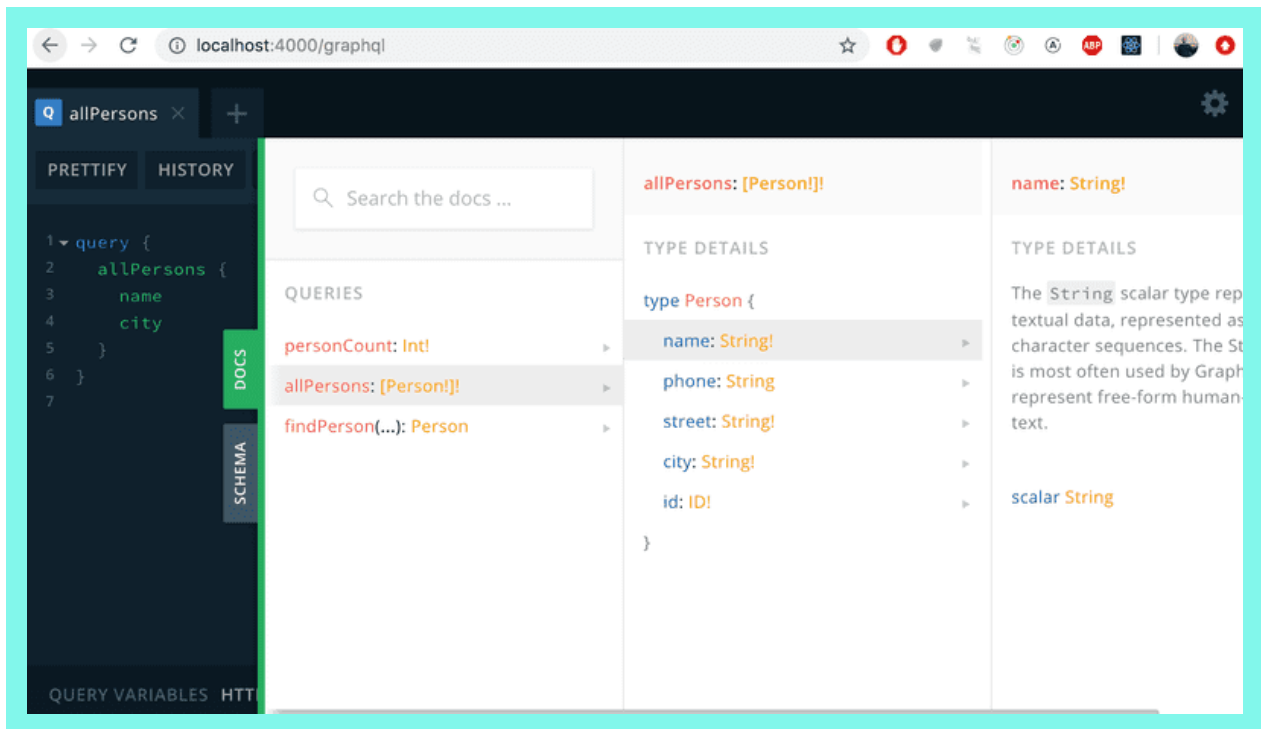 localhost:4000/graphql
ABP
Q allPersons
PRETTIFY HISTORY
1 query {
2 allPersons {
3 name
4 city
5 }
6 }
7
QUERY VARIABLES HTT
DOCS
SCHEMA
Search the docs ...
QUERIES
personCount: Int!
allPersons: [Person!]!
findPerson(...): Person
allPersons: [Person!]!
TYPE DETAILS
type Person {
name: String!
phone: String
street: String!
city: String!
id: ID!
}
name: String!
TYPE DETAILS
The String scalar type rep
textual data, represented as
character sequences. The St
is most often used by Graph
represent free-form human-
text.
scalar String